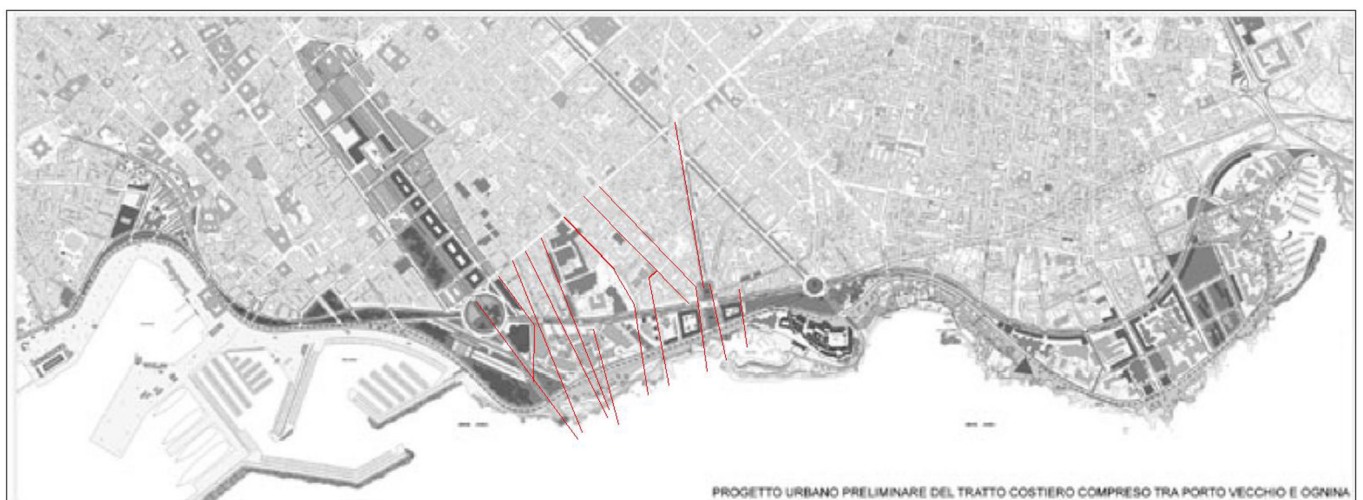 PROGETTO URBANO PRELIMINARE DEL TRATTO COSTIERO COMPRESO TRA PORTO VECCHIO E OGNINA